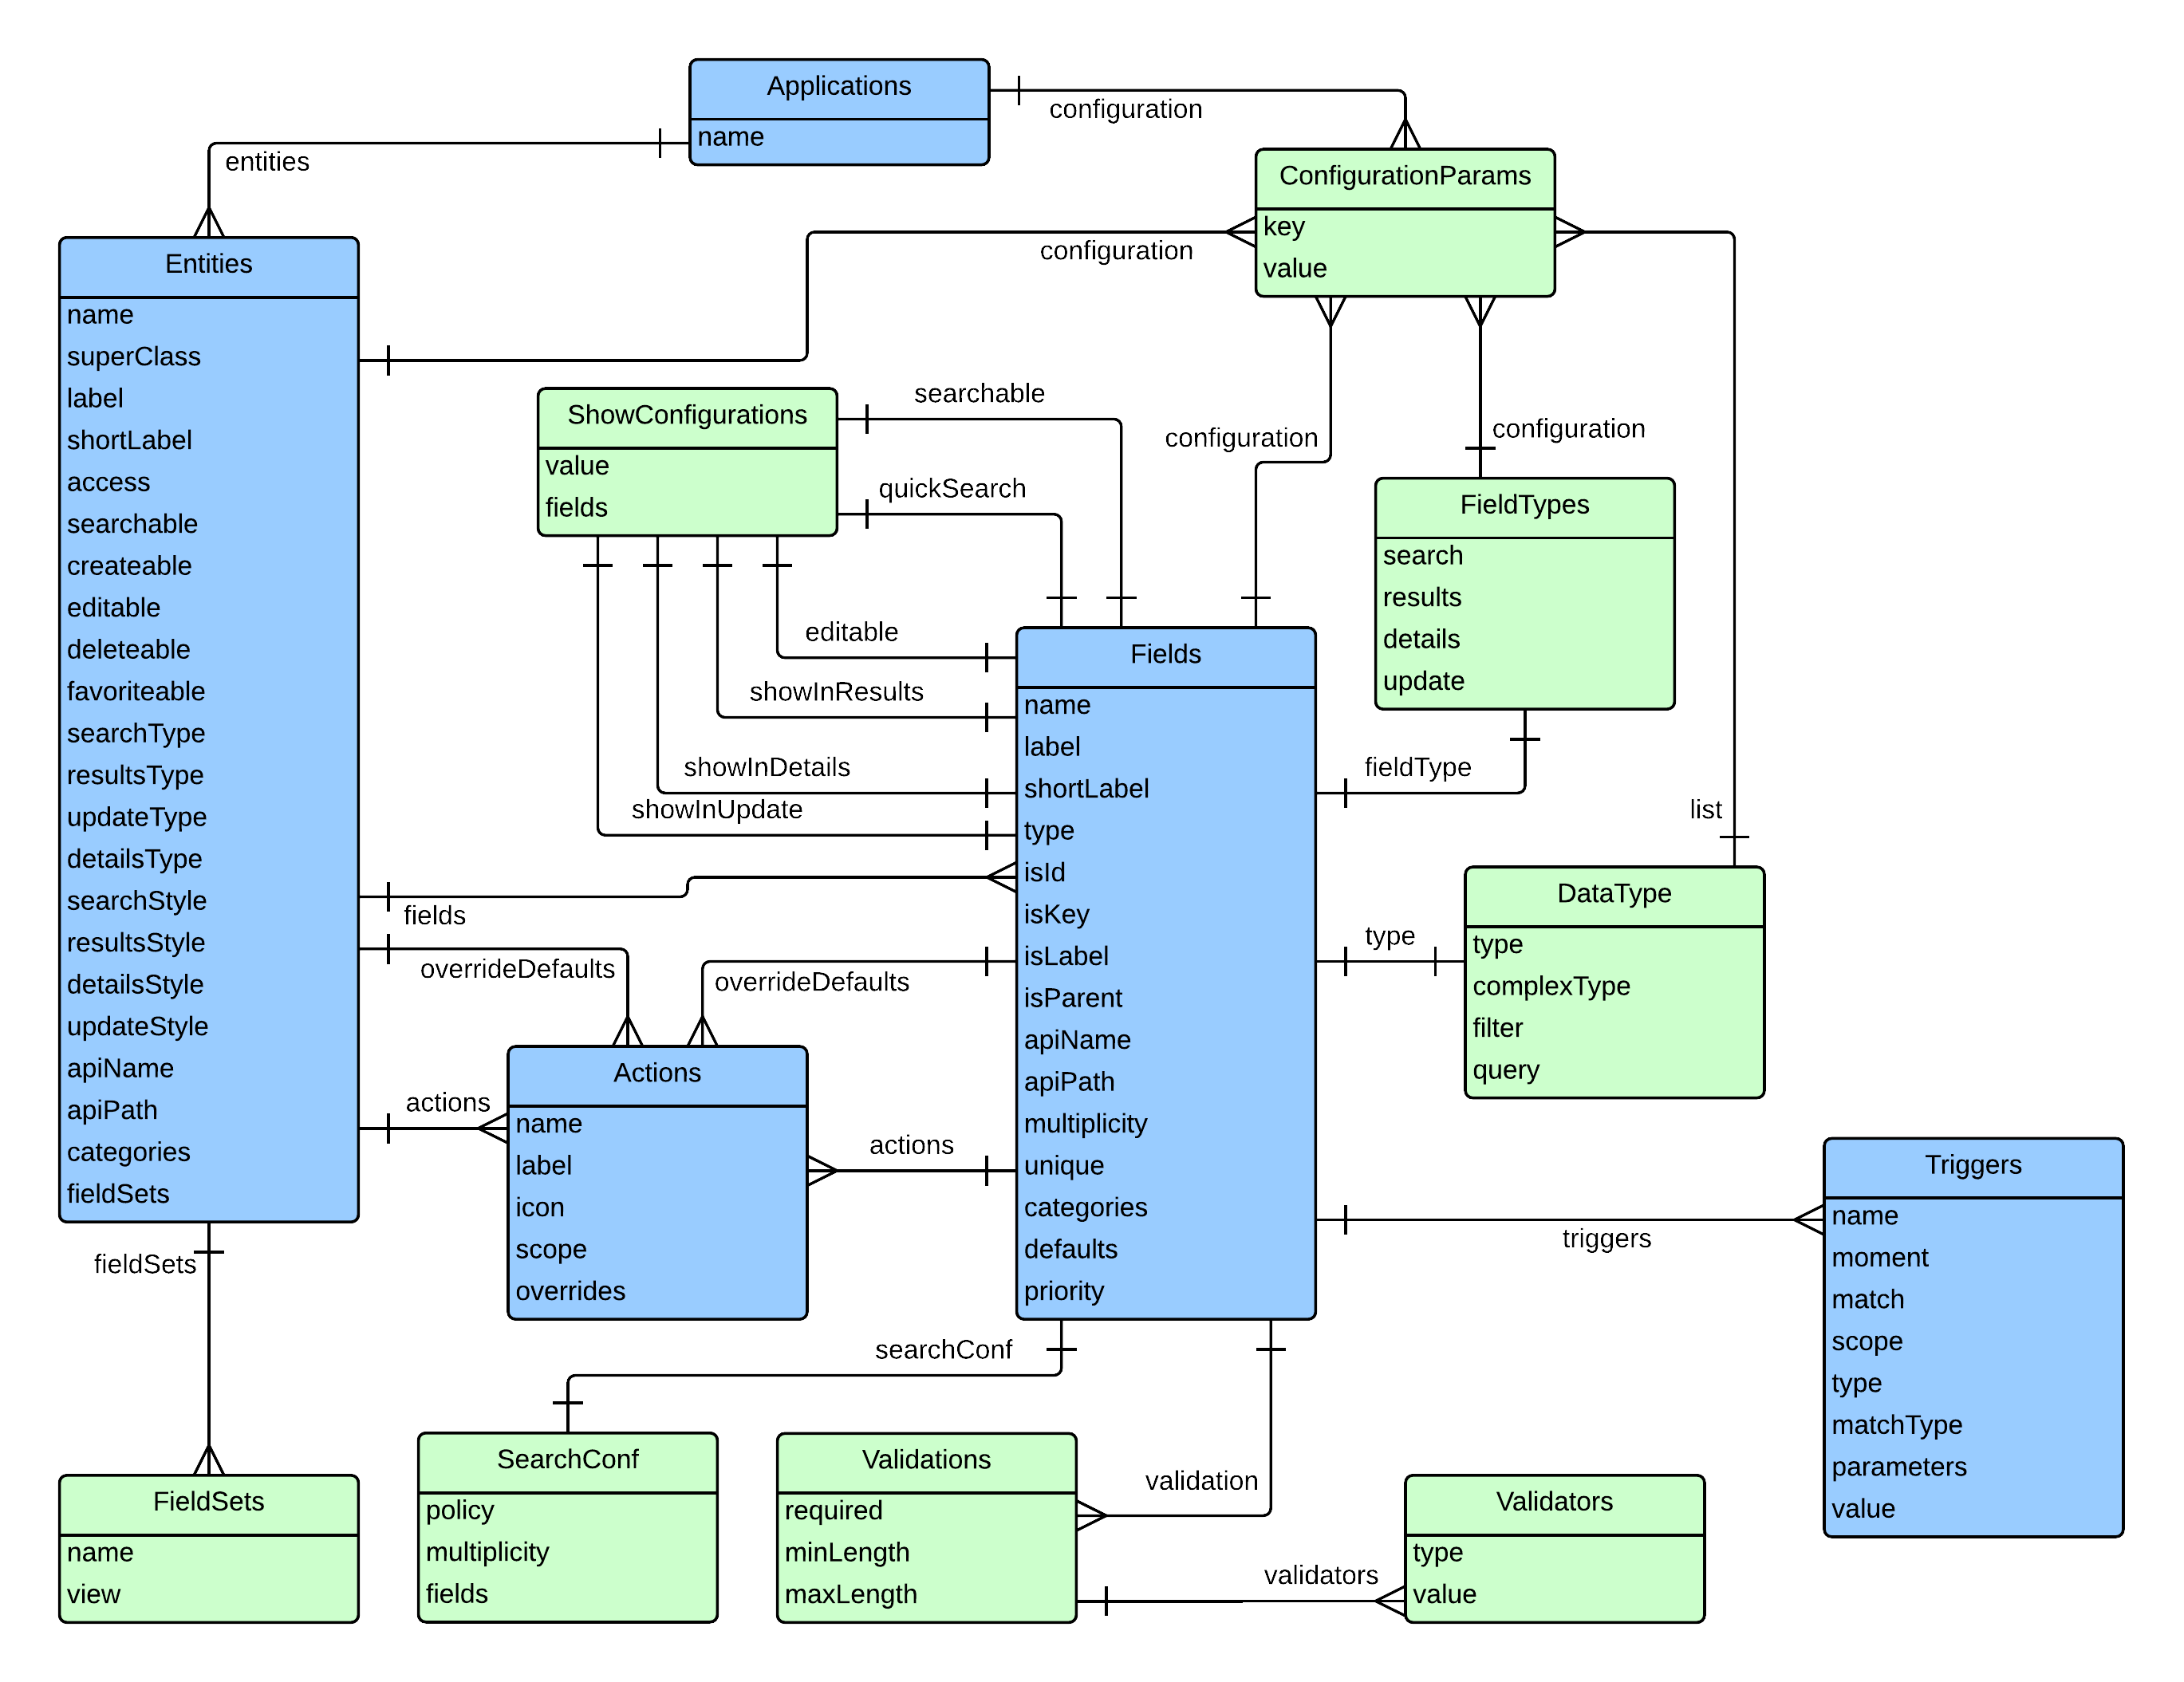 Applications
name
configuration
entities
ConfigurationParams
key
value
configuration
Entities
name
superClass
label
shortLabel
access
searchable
createable
editable
deleteable
favoriteable
searchType
resultsType
updateType
detailsType
searchStyle
resultsStyle
detailsStyle
updateStyle
apiName
apiPath
categories
fieldSets
ShowConfigurations
value
fields
searchable
quickSearch
configuration
configuration
FieldTypes
search
results
details
update
editable
showInResults
showInDetails
showInUpdate
Fields
name
label
shortLabel
type
isId
isKey
isLabel
isParent
apiName
apiPath
multiplicity
unique
categories
defaults
priority
fieldType
list
DataType
type
complexType
filter
query
type
fields
overrideDefaults
overrideDefaults
Actions
name
label
icon
scope
overrides
actions
actions
Triggers
name
moment
match
scope
type
matchType
parameters
value
triggers
fieldSets
searchConf
FieldSets
name
view
SearchConf
policy
multiplicity
fields
Validations
required
minLength
maxLength
validation
validators
Validators
type
value